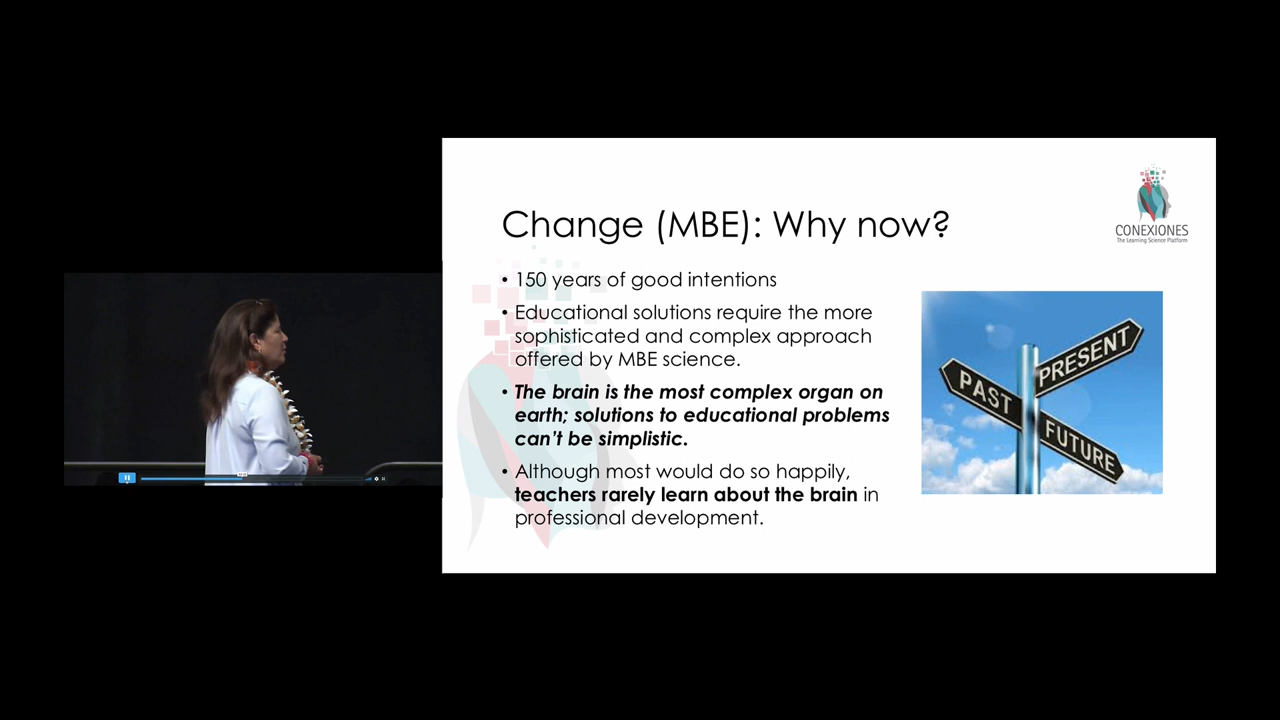 Change (MBE): Why now?
CONEXIONES
The Learning Science Platform
• 150 years of good intentions
• Educational solutions require the more
sophisticated and complex approach
offered by MBE science.
• The brain is the most complex organ on
earth; solutions to educational problems
can't be simplistic.
• Although most would do so happily,
teachers rarely learn about the brain in
professional development.
PRESENT
PAST
FUTURE